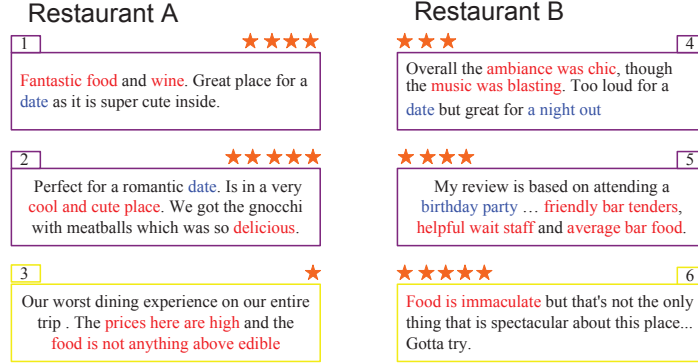 Restaurant A
1
Fantastic food and wine. Great place for a
date as it is super cute inside.
2
Perfect for a romantic date. Is in a very
cool and cute place. We got the gnocchi
with meatballs which was so delicious.
3
Our worst dining experience on our entire
trip . The prices here are high and the
food is not anything above edible
Restaurant B
4
Overall the ambiance was chic, though
the music was blasting. Too loud for a
date but great for a night out
5
My review is based on attending a
birthday party … friendly bar tenders,
helpful wait staff and average bar food.
6
Food is immaculate but that's not the only
thing that is spectacular about this place...
Gotta try.